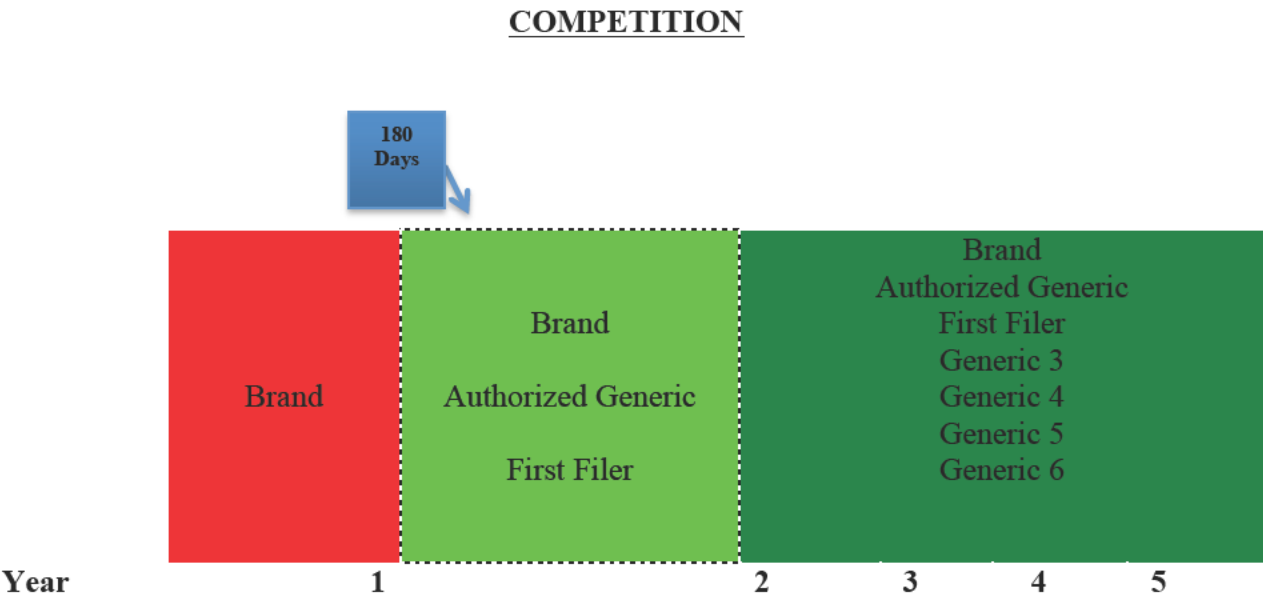 COMPETITION
180
Days
Brand
Brand
Authorized Generic
First Filer
Brand
Authorized Generic
First Filer
Generic 3
Generic 4
Generic 5
Generic 6
Year 1 2 3 4 5